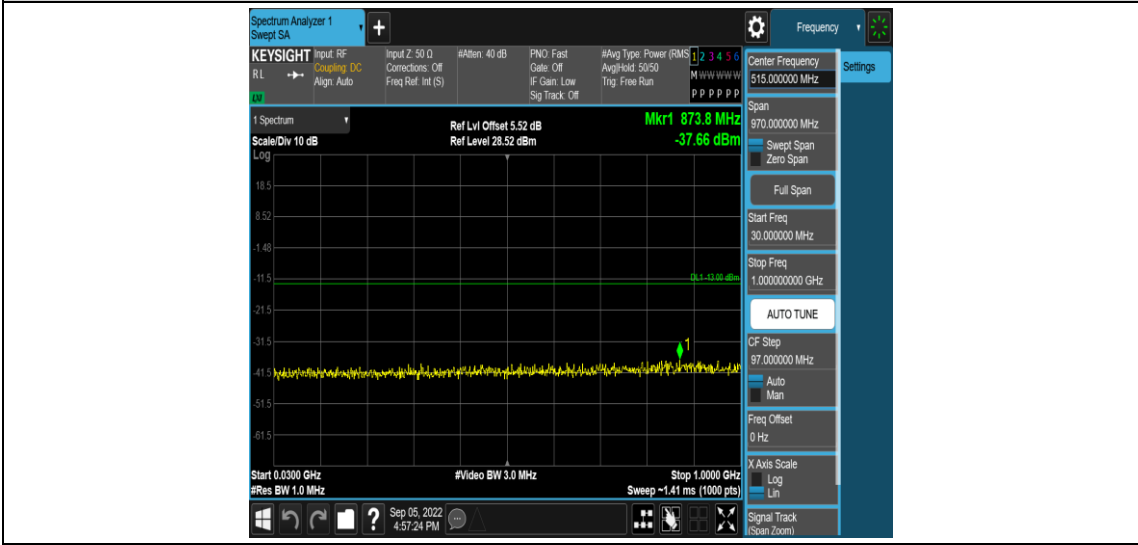 Spectrum Analyzer 1
Swept SA
+
Frequency
KEYSIGHT
RL
LM
Input: RF
Coupling: DC
Align: Auto
Input Z: 50 Ω
Corrections: Off
Freq Ref: Int (S)
#Atten: 40 dB
PNO: Fast
Gate: Off
IF Gain: Low
Sig Track: Off
#Avg Type: Power (RMS
Avg|Hold: 50/50
Trig: Free Run
1 2 3 4 5 6
M W W W W W
P P P P P P
1 Spectrum
Scale/Div 10 dB
Log
Ref Lvl Offset 5.52 dB
Ref Level 28.52 dBm
Mkr1 873.8 MHz
-37.66 dBm
18.5
8.52
-1.48
-11.5
DL1 -13.00 dBm
-21.5
-31.5
1
-41.5
-51.5
-61.5
Start 0.0300 GHz
#Res BW 1.0 MHz
#Video BW 3.0 MHz
Stop 1.0000 GHz
Sweep ~1.41 ms (1000 pts)
?
Sep 05, 2022
4:57:24 PM
Center Frequency
515.000000 MHz
Settings
Span
970.000000 MHz
Swept Span
Zero Span
Full Span
Start Freq
30.000000 MHz
Stop Freq
1.000000000 GHz
AUTO TUNE
CF Step
97.000000 MHz
Auto
Man
Freq Offset
0 Hz
X Axis Scale
Log
Lin
Signal Track
(Span Zoom)